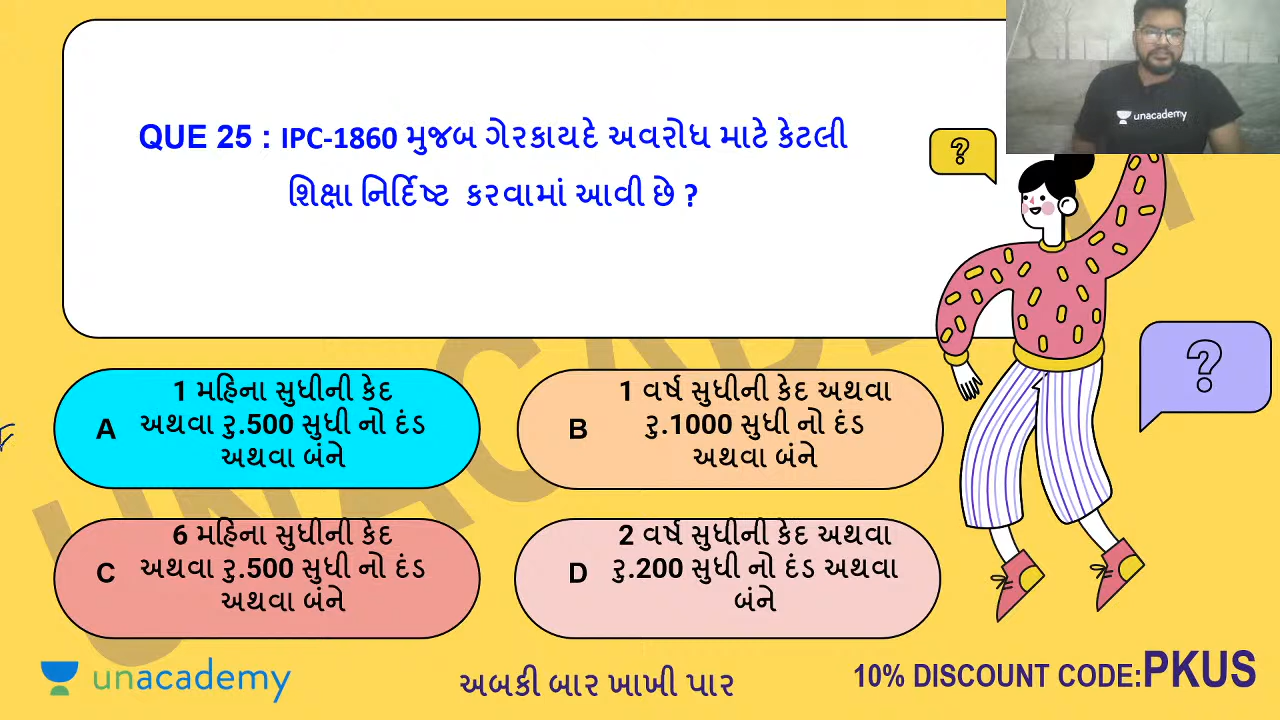 unacademy
QUE 25 : IPC-1860 મુજબ ગેરકાયદે અવરોધ માટે કેટલી
શિક્ષા નિર્દિષ્ટ કરવામાં આવી છે ?
?
?
A
1 મહિના સુધીની કેદ
અથવા રુ.500 સુધી નો દંડ
અથવા બંને
B
1 વર્ષ સુધીની કેદ અથવા
રુ.1000 સુધી નો દંડ
અથવા બંને
C
6 મહિના સુધીની કેદ
અથવા રુ.500 સુધી નો દંડ
અથવા બંને
D
2 વર્ષ સુધીની કેદ અથવા
રુ.200 સુધી નો દંડ અથવા
બંને
UNACADEMY
unacademy
અબકી બાર ખાખી પાર
10% DISCOUNT CODE:PKUS